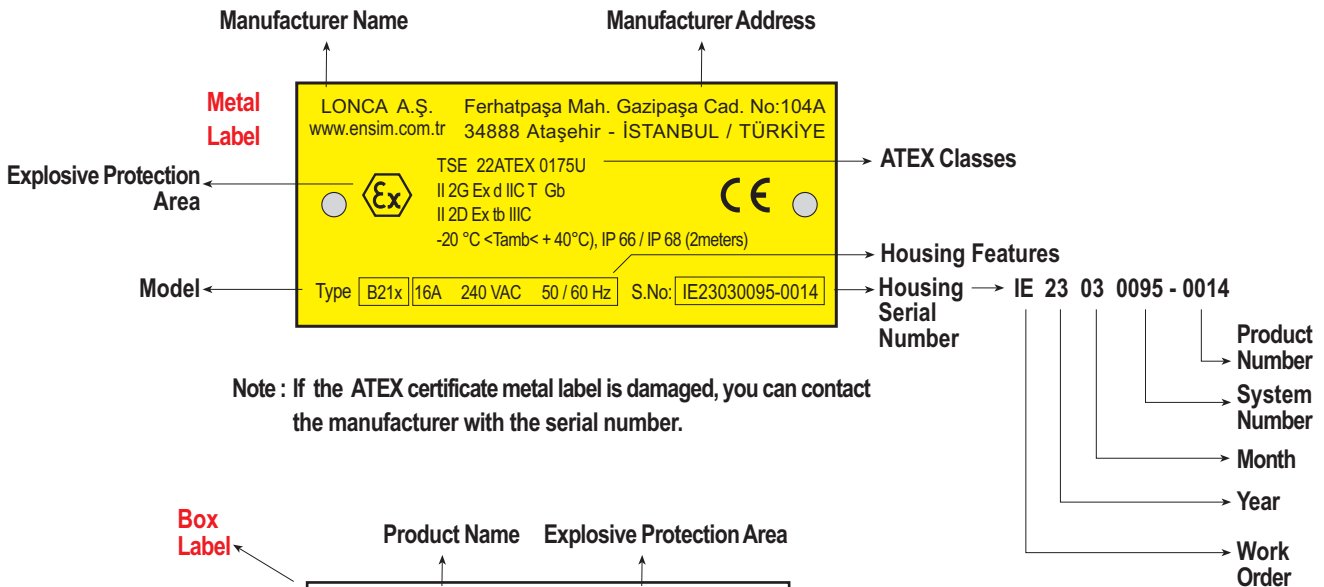 Manufacturer Name
Manufacturer Address
Metal
Label
LONCA A.Ş.
www.ensim.com.tr
Ferhatpaşa Mah. Gazipaşa Cad. No:104A
34888 Ataşehir - İSTANBUL / TÜRKİYE
Explosive Protection
Area
Ex
TSE 22ATEX 0175U
II 2G Ex d IIC T Gb
II 2D Ex tb IIIC
-20 °C <Tamb< + 40°C), IP 66 / IP 68 (2meters)
CE
ATEX Classes
Housing Features
Model
Type B21x 16A 240 VAC 50 / 60 Hz S.No: IE23030095-0014
Housing
Serial
Number
IE 23 03 0095 - 0014
Product
Number
System
Number
Month
Year
Work
Order
Note : If the ATEX certificate metal label is damaged, you can contact
the manufacturer with the serial number.
Box
Label
Product Name
Explosive Protection Area